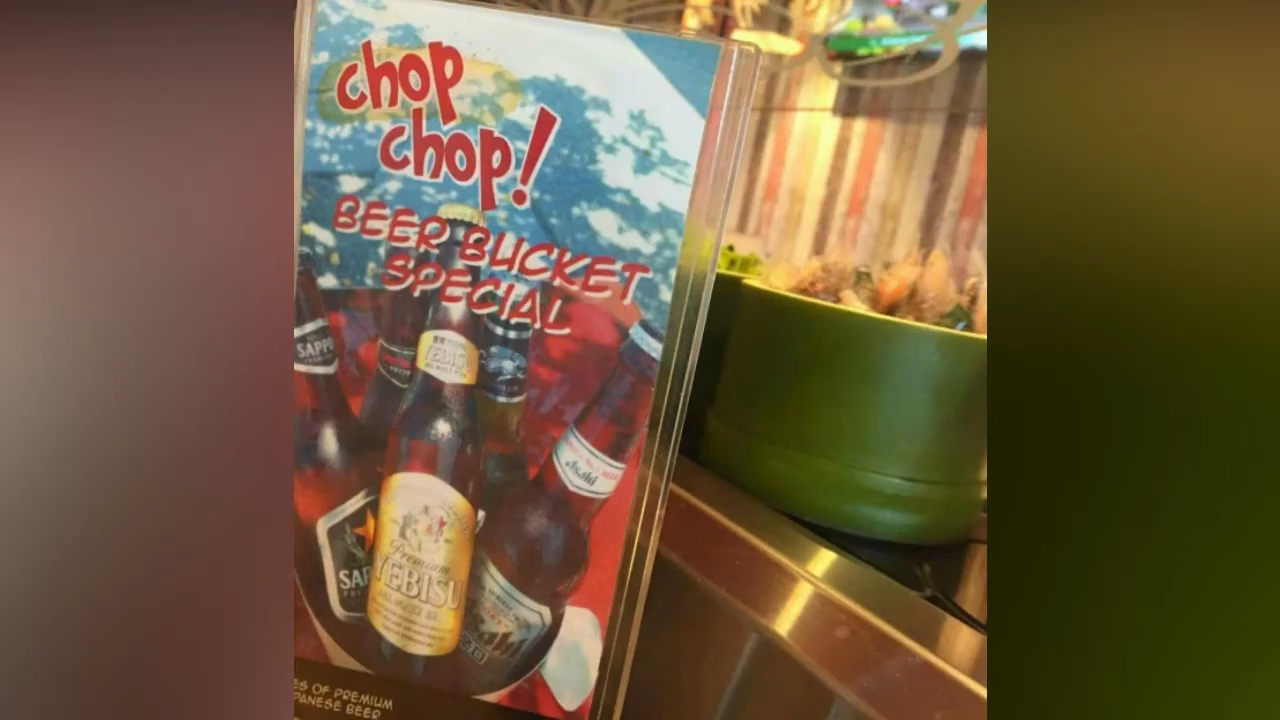 chop
chop!
BEER BUCKET
SPECIAL
SAPPO
YEBISU
Asahi
Premium
YEBISU
SAP
ES OF PREMIUM
PANESE BEER